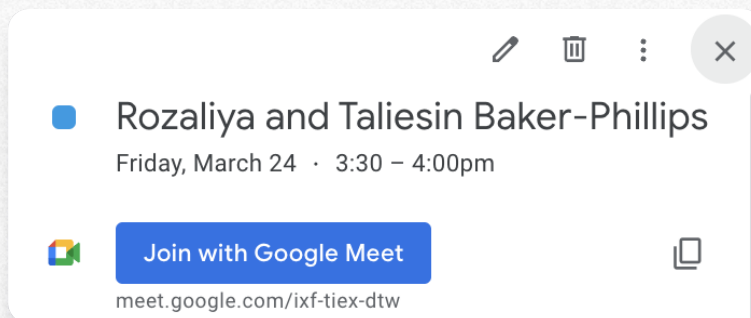 Rozaliya and Taliesin Baker-Phillips
Friday, March 24 · 3:30 – 4:00pm
Join with Google Meet
meet.google.com/ixf-tiex-dtw